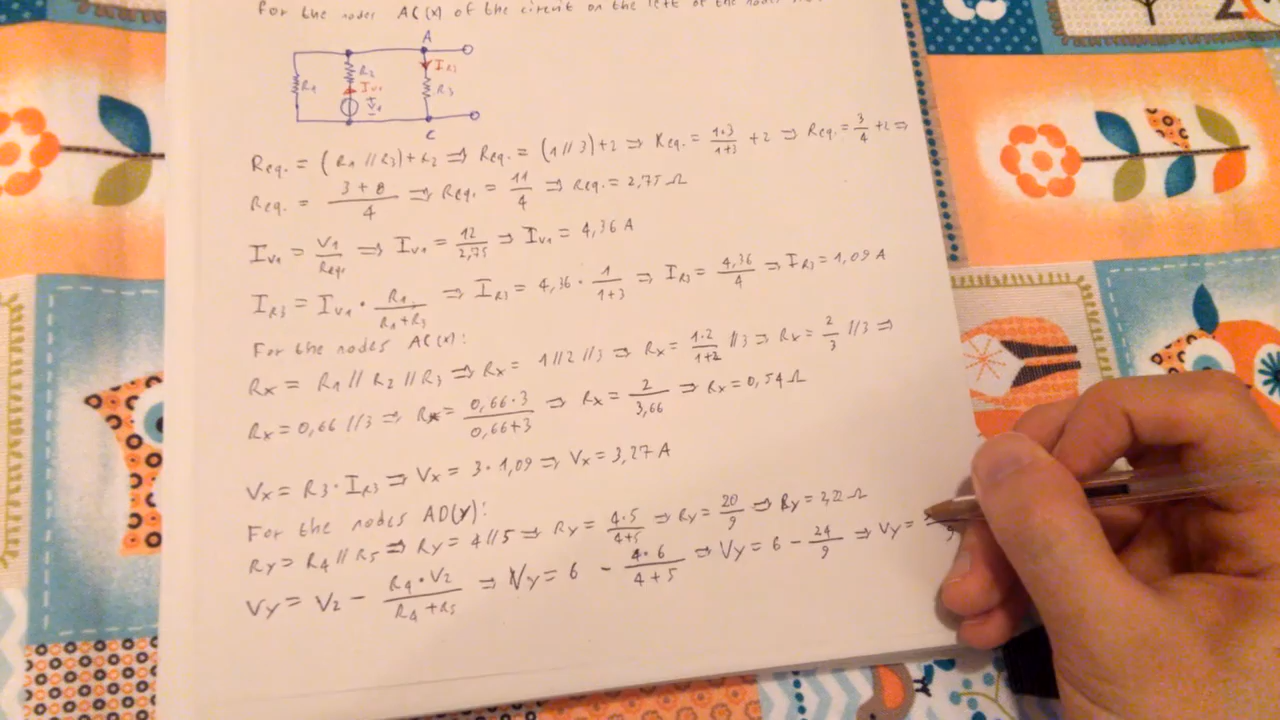 For the nodes AC(x) of the circuit on the left of the nodes
A
R1
R2
IR3
IV1
R3
V1
+
C
Req. = (R1 // R3) + R2 ⇒ Req. = (1 // 3) + 2 ⇒ Req. = 1·3/1+3 + 2 ⇒ Req. = 3/4 + 2 ⇒
Req. = 3 + 8/4 ⇒ Req. = 11/4 ⇒ Req. = 2,75 Ω
IV1 = V1/Req. ⇒ IV1 = 12/2,75 ⇒ IV1 = 4,36 A
IR3 = IV1 · R1/R1+R3 ⇒ IR3 = 4,36 · 1/1+3 ⇒ IR3 = 4,36/4 ⇒ IR3 = 1,09 A
For the nodes AC(x):
Rx = R1 // R2 // R3 ⇒ Rx = 1 // 2 // 3 ⇒ Rx = 1·2/1+2 // 3 ⇒ Rx = 2/3 // 3 ⇒
Rx = 0,66 // 3 ⇒ Rx = 0,66·3/0,66+3 ⇒ Rx = 2/3,66 ⇒ Rx = 0,54 Ω
Vx = R3 · IR3 ⇒ Vx = 3 · 1,09 ⇒ Vx = 3,27 A
For the nodes AD(y):
Ry = R4 // R5 ⇒ Ry = 4 // 5 ⇒ Ry = 4·5/4+5 ⇒ Ry = 20/9 ⇒ Ry = 2,22 Ω
Vy = V2 − R4·V2/R4+R5 ⇒ Vy = 6 − 4·6/4+5 ⇒ Vy = 6 − 24/9 ⇒ Vy = /9